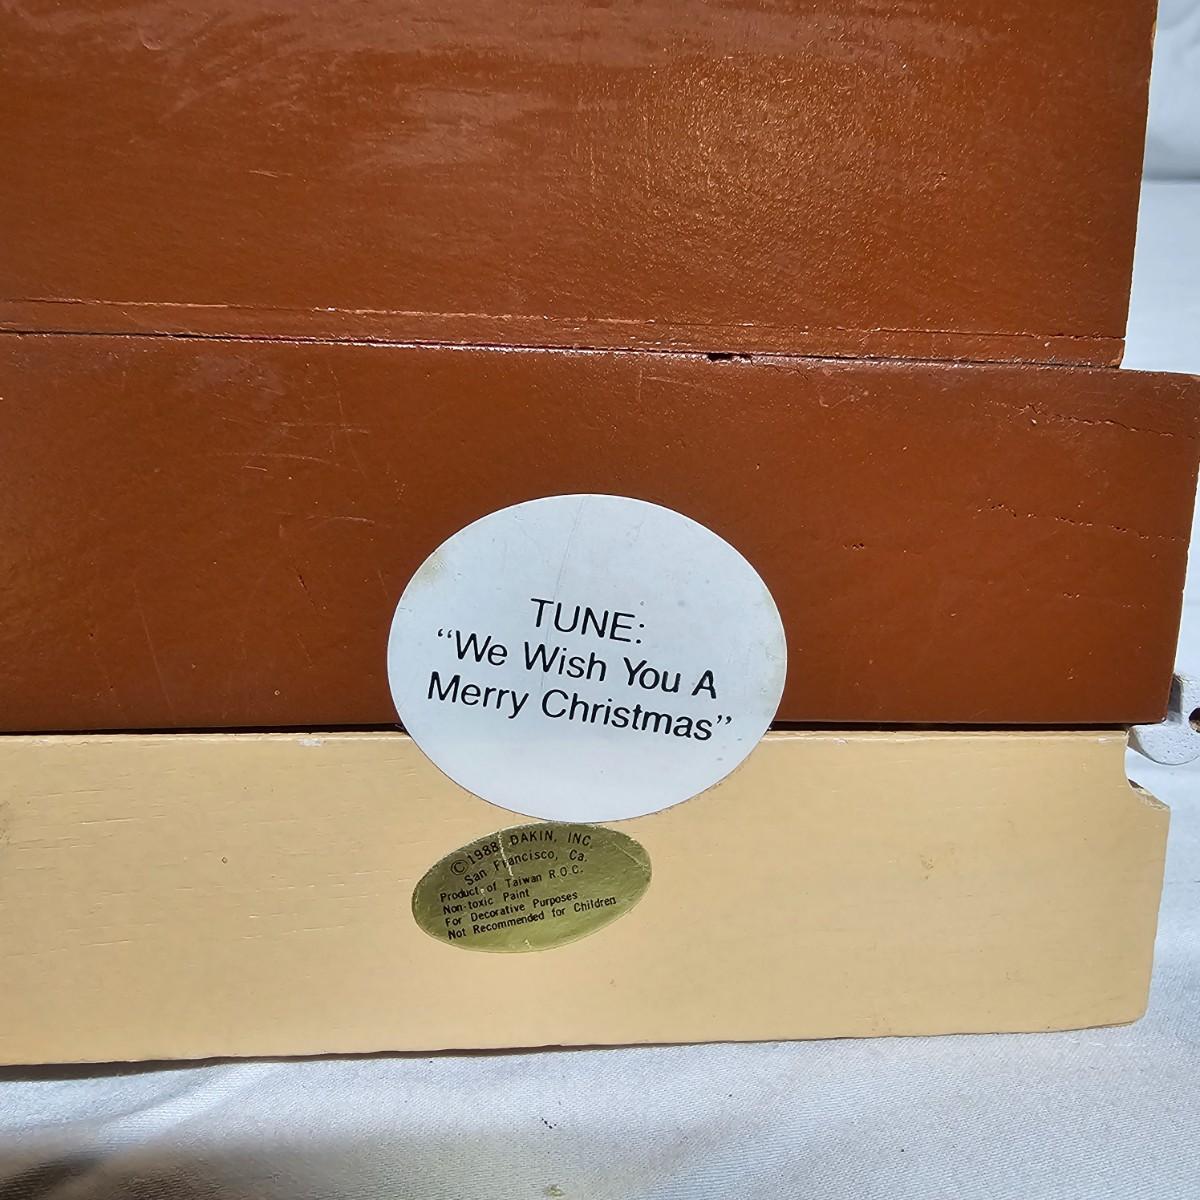 TUNE:
“We Wish You A
Merry Christmas”
©1988 DAKIN, INC.
San Francisco, Ca.
Product of Taiwan R.O.C.
Non-toxic Paint
For Decorative Purposes
Not Recommended for Children